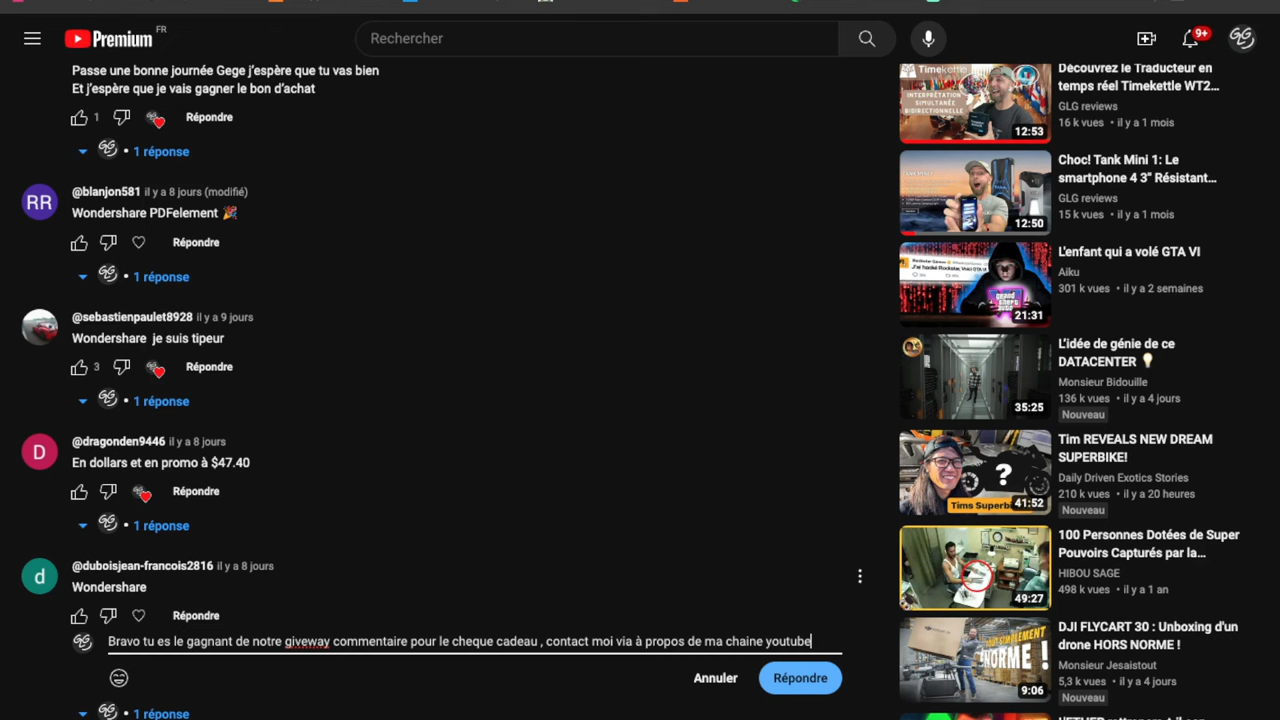 Premium FR
Rechercher
9+
Passe une bonne journée Gege j'espère que tu vas bien
Et j'espère que je vais gagner le bon d'achat
1
Répondre
1 réponse
RR
@blanjon581 il y a 8 jours (modifié)
Wondershare PDFelement
Répondre
1 réponse
@sebastienpaulet8928 il y a 9 jours
Wondershare je suis tipeur
3
Répondre
1 réponse
D
@dragonden9446 il y a 8 jours
En dollars et en promo à $47.40
Répondre
1 réponse
d
@duboisjean-francois2816 il y a 8 jours
Wondershare
Répondre
Bravo tu es le gagnant de notre giveway commentaire pour le cheque cadeau , contact moi via à propos de ma chaine youtube
Annuler
Répondre
1 réponse
Timekettle
INTERPRÉTATION
SIMULTANÉE
BIDIRECTIONNELLE
12:53
Découvrez le Traducteur en
temps réel Timekettle WT2...
GLG reviews
16 k vues • il y a 1 mois
12:50
Choc! Tank Mini 1: Le
smartphone 4 3" Résistant...
GLG reviews
15 k vues • il y a 1 mois
21:31
L'enfant qui a volé GTA VI
Aiku
301 k vues • il y a 2 semaines
35:25
L'idée de génie de ce
DATACENTER
Monsieur Bidouille
136 k vues • il y a 4 jours
Nouveau
?
Tims Superbi
41:52
Tim REVEALS NEW DREAM
SUPERBIKE!
Daily Driven Exotics Stories
210 k vues • il y a 20 heures
Nouveau
49:27
100 Personnes Dotées de Super
Pouvoirs Capturés par la...
HIBOU SAGE
498 k vues • il y a 1 an
TOUT SIMPLEMENT
ÉNORME !
9:06
DJI FLYCART 30 : Unboxing d'un
drone HORS NORME !
Monsieur Jesaistout
5,3 k vues • il y a 4 jours
Nouveau